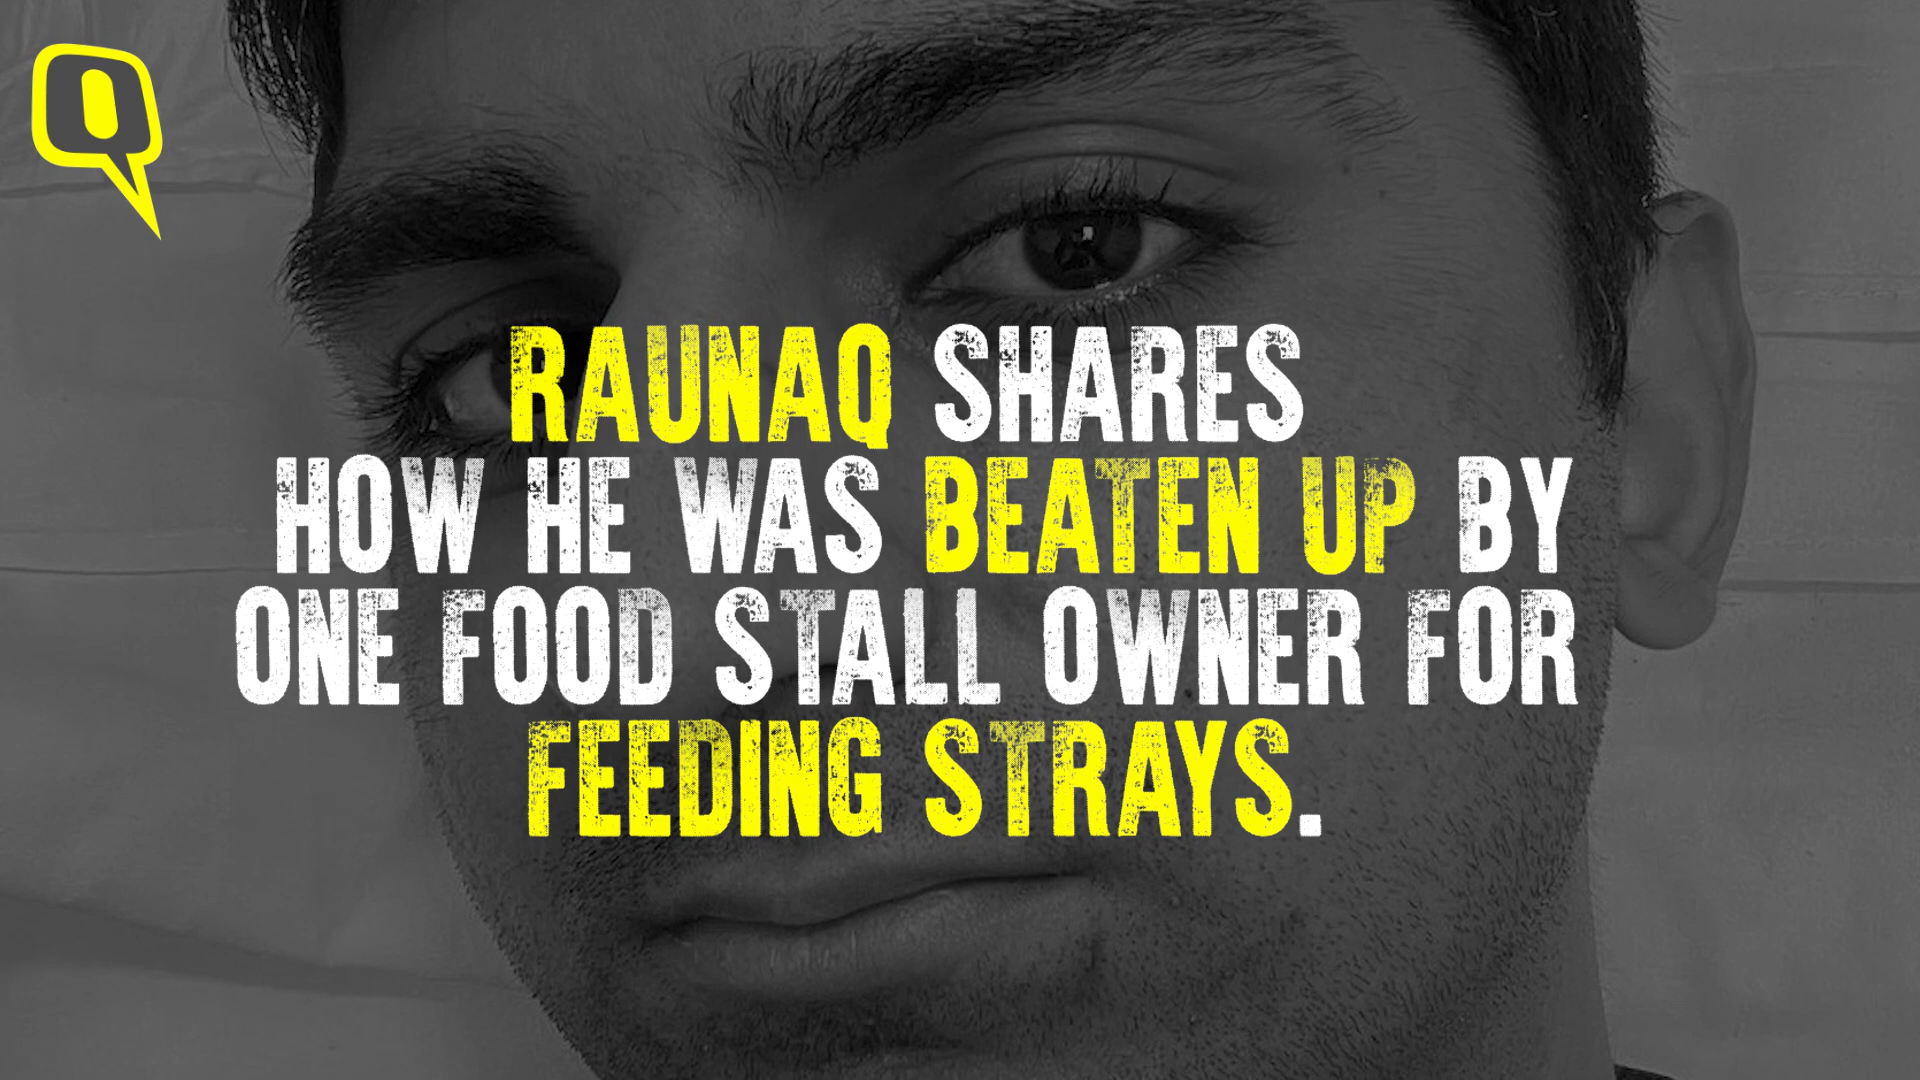 Q
RAUNAQ SHARES
HOW HE WAS BEATEN UP BY
ONE FOOD STALL OWNER FOR
FEEDING STRAYS.